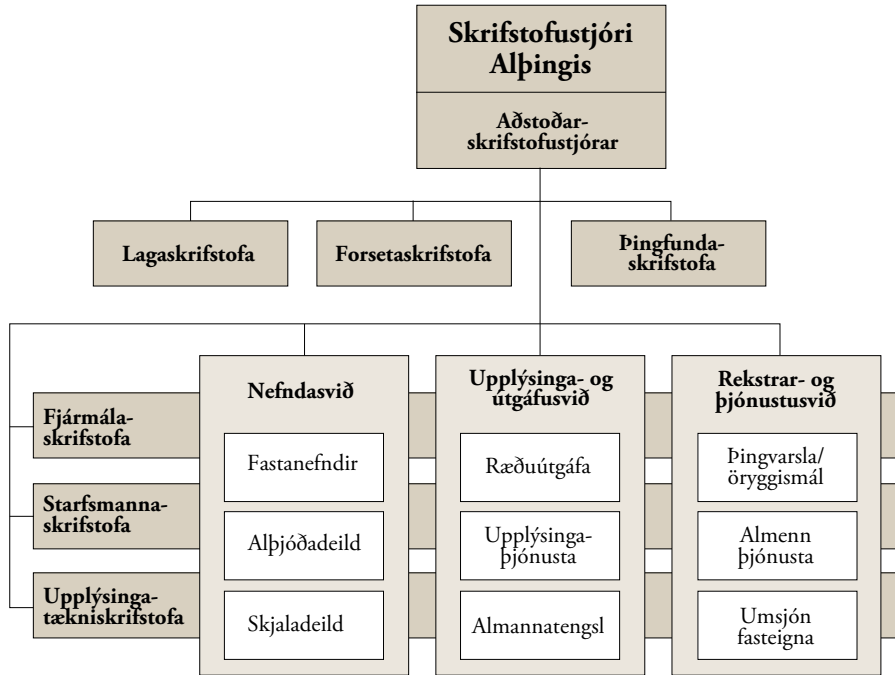 Skrifstofustjóri
Alþingis
Aðstoðar-
skrifstofustjórar
Lagaskrifstofa
Forsetaskrifstofa
Þingfunda-
skrifstofa
Nefndasvið
Upplýsinga- og
útgáfusvið
Rekstrar- og
þjónustusvið
Fjármála-
skrifstofa
Fastanefndir
Ræðuútgáfa
Þingvarsla/
öryggismál
Starfsmanna-
skrifstofa
Alþjóðadeild
Upplýsinga-
þjónusta
Almenn
þjónusta
Upplýsinga-
tækniskrifstofa
Skjaladeild
Almannatengsl
Umsjón
fasteigna